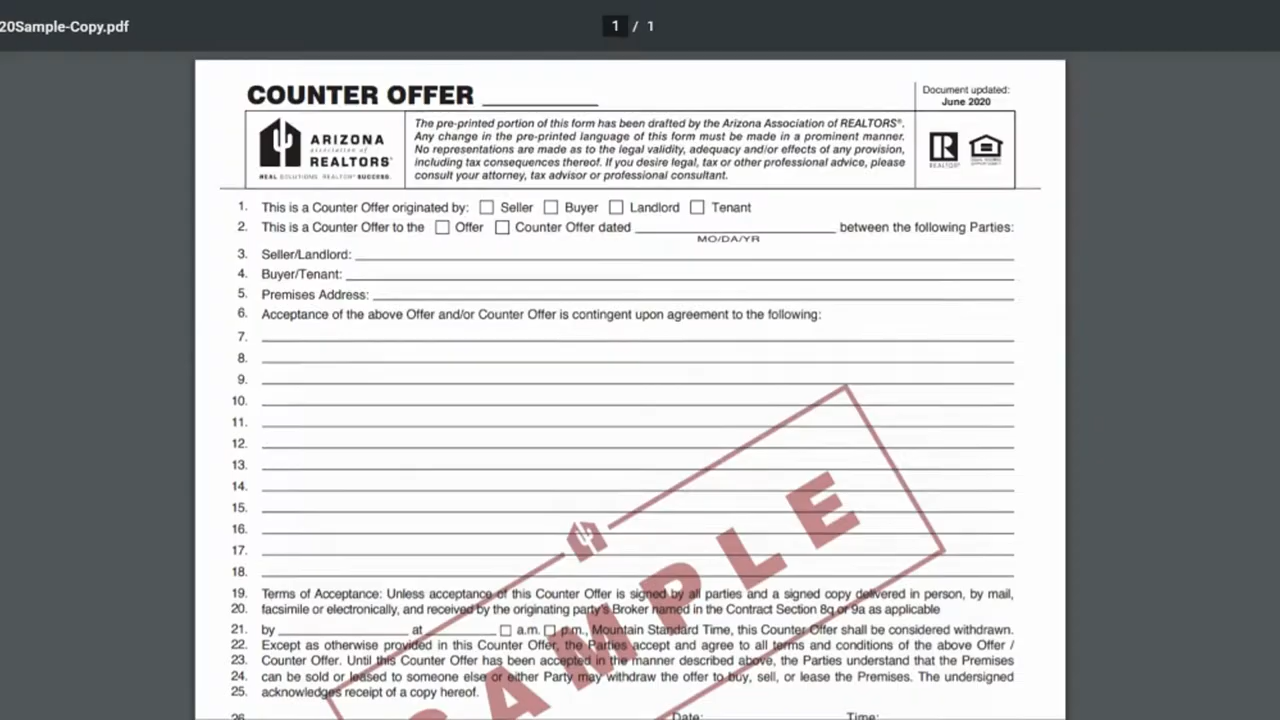 20Sample-Copy.pdf
1 / 1
COUNTER OFFER
Document updated:
June 2020
ARIZONA
association of
REALTORS®
REAL SOLUTIONS. REALTOR® SUCCESS.
The pre-printed portion of this form has been drafted by the Arizona Association of REALTORS®.
Any change in the pre-printed language of this form must be made in a prominent manner.
No representations are made as to the legal validity, adequacy and/or effects of any provision,
including tax consequences thereof. If you desire legal, tax or other professional advice, please
consult your attorney, tax advisor or professional consultant.
REALTOR®
1. This is a Counter Offer originated by: Seller Buyer Landlord Tenant
2. This is a Counter Offer to the Offer Counter Offer dated between the following Parties:
MO/DA/YR
3. Seller/Landlord:
4. Buyer/Tenant:
5. Premises Address:
6. Acceptance of the above Offer and/or Counter Offer is contingent upon agreement to the following:
7.
8.
9.
10.
11.
12.
13.
14.
15.
16.
17.
18.
SAMPLE
19. Terms of Acceptance: Unless acceptance of this Counter Offer is signed by all parties and a signed copy delivered in person, by mail,
20. facsimile or electronically, and received by the originating party's Broker named in the Contract Section 8q or 9a as applicable
21. by at a.m. p.m., Mountain Standard Time, this Counter Offer shall be considered withdrawn.
22. Except as otherwise provided in this Counter Offer, the Parties accept and agree to all terms and conditions of the above Offer /
23. Counter Offer. Until this Counter Offer has been accepted in the manner described above, the Parties understand that the Premises
24. can be sold or leased to someone else or either Party may withdraw the offer to buy, sell, or lease the Premises. The undersigned
25. acknowledges receipt of a copy hereof.
26. Date: Time: